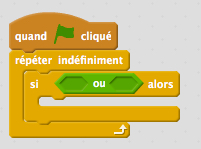 quand cliqué
répéter indéfiniment
si ou alors